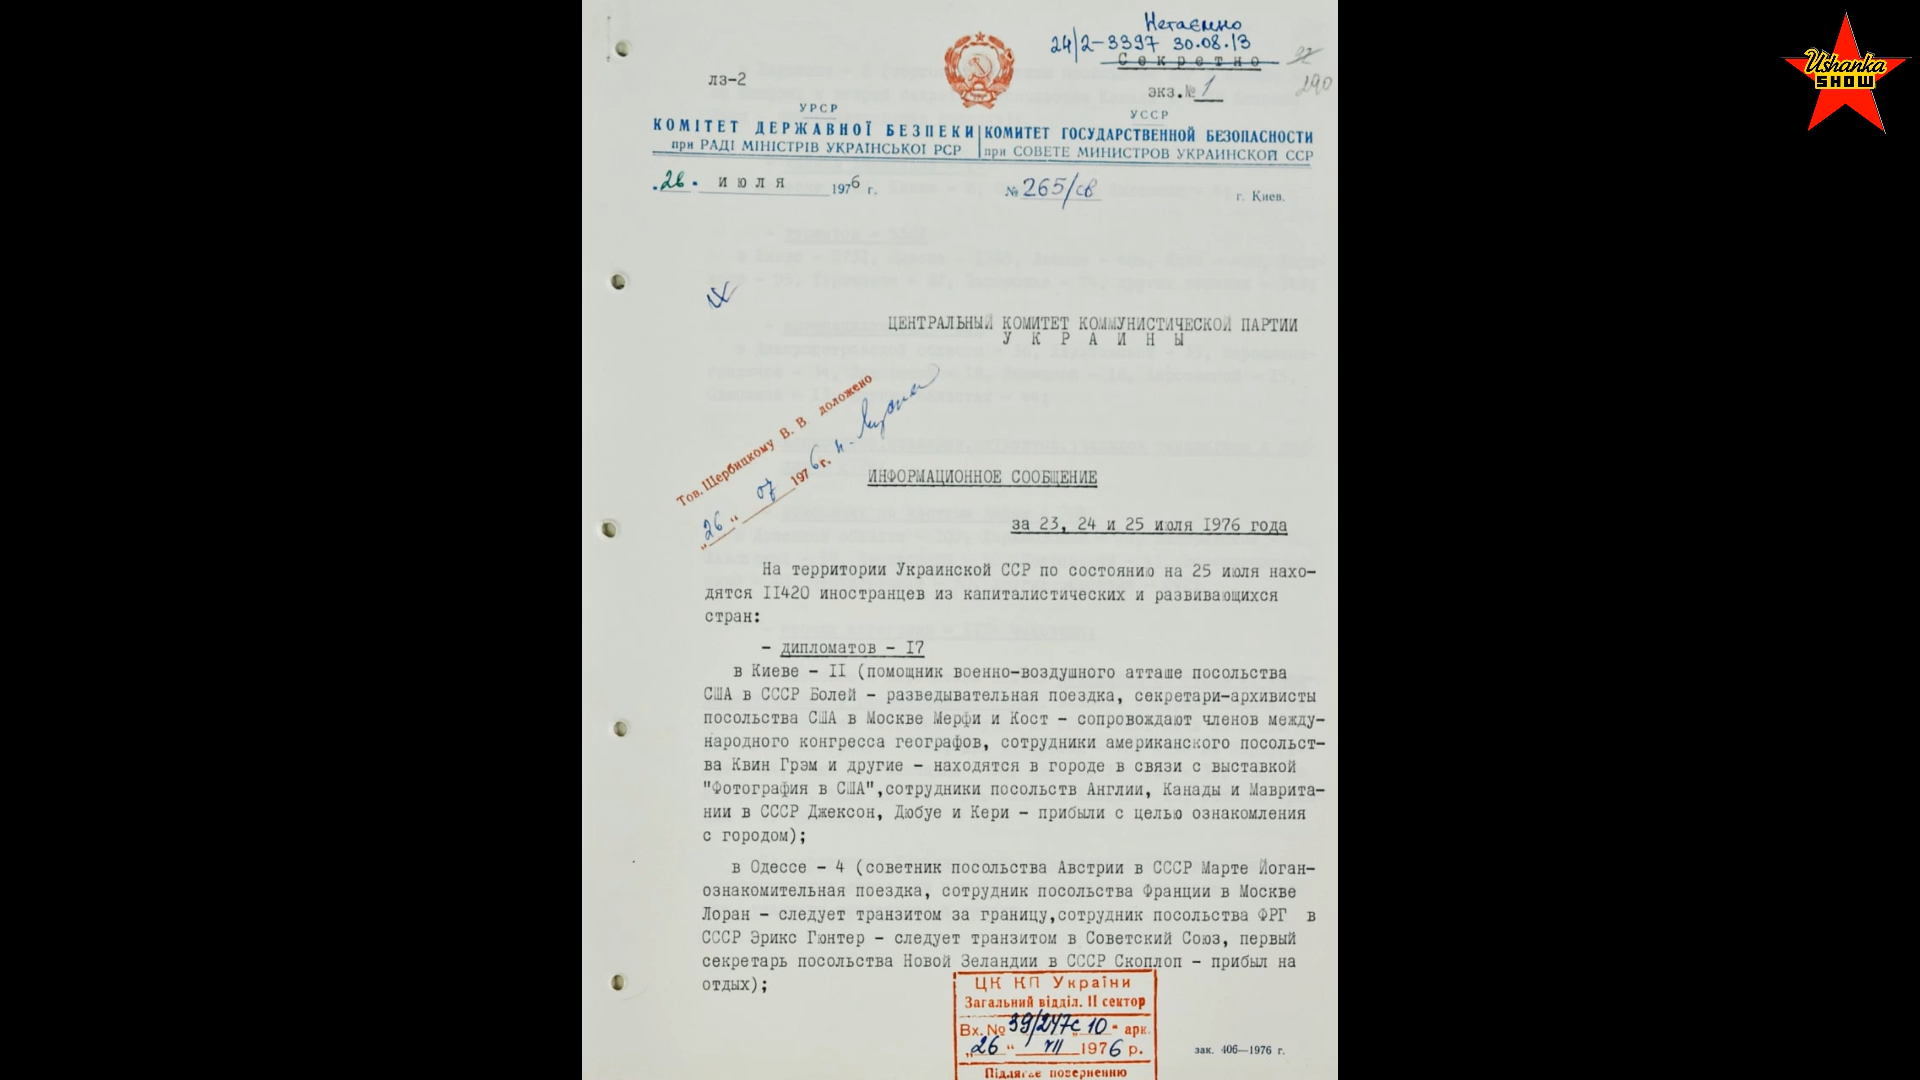 Нетаємно
24/2-3397 30.08.13
Секретно
290
лз-2
экз.№ 1
УРСР
УССР
КОМІТЕТ ДЕРЖАВНОЇ БЕЗПЕКИ
КОМИТЕТ ГОСУДАРСТВЕННОЙ БЕЗОПАСНОСТИ
при РАДІ МІНІСТРІВ УКРАЇНСЬКОЇ РСР
при СОВЕТЕ МИНИСТРОВ УКРАИНСКОЙ ССР
„26" июля 1976 г.
№ 265/св
г. Киев.
ЦЕНТРАЛЬНЫЙ КОМИТЕТ КОММУНИСТИЧЕСКОЙ ПАРТИИ
У К Р А И Н Ы
Тов. Щербицкому В. В. доложено
„26" 07 1976 г.
ИНФОРМАЦИОННОЕ СООБЩЕНИЕ
за 23, 24 и 25 июля I976 года
На территории Украинской ССР по состоянию на 25 июля нахо-
дятся II420 иностранцев из капиталистических и развивающихся
стран:
- дипломатов - I7
в Киеве - II (помощник военно-воздушного атташе посольства
США в СССР Болей - разведывательная поездка, секретари-архивисты
посольства США в Москве Мерфи и Кост - сопровождают членов между-
народного конгресса географов, сотрудники американского посольст-
ва Квин Грэм и другие - находятся в городе в связи с выставкой
"Фотография в США",сотрудники посольств Англии, Канады и Маврита-
нии в СССР Джексон, Дюбуе и Кери - прибыли с целью ознакомления
с городом);
в Одессе - 4 (советник посольства Австрии в СССР Марте Йоган-
ознакомительная поездка, сотрудник посольства Франции в Москве
Лоран - следует транзитом за границу,сотрудник посольства ФРГ в
СССР Эрикс Гюнтер - следует транзитом в Советский Союз, первый
секретарь посольства Новой Зеландии в СССР Скоплоп - прибыл на
отдых);
ЦК КП України
Загальний відділ. II сектор
Вх. № 39/247с „10" арк.
„26" VII 1976 р.
Підлягає поверненню
зак. 406—1976 г.
Ushanka
SHOW